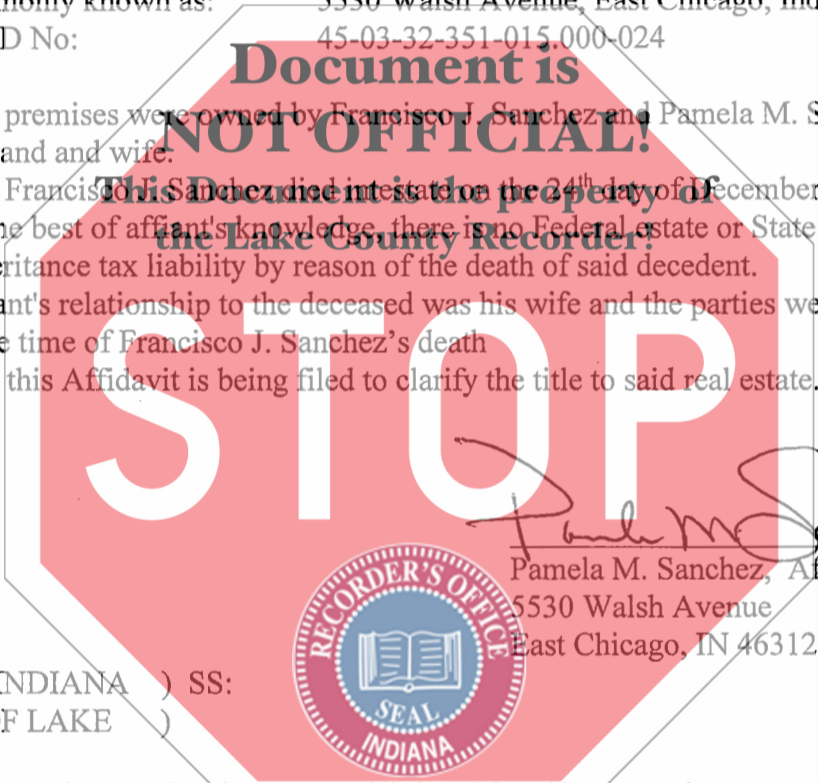 monly known as: 5530 Walsh Avenue, East Chicago, Ind
D No: 45-03-32-351-015.000-024
Document is
NOT OFFICIAL!
This Document is the property of
the Lake County Recorder!
premises were owned by Francisco J. Sanchez and Pamela M. S
and and wife.
Francisco J. Sanchez died intestate on the 24th day of December
e best of affiant's knowledge, there is no Federal estate or State
ritance tax liability by reason of the death of said decedent.
ant's relationship to the deceased was his wife and the parties we
e time of Francisco J. Sanchez’s death
this Affidavit is being filed to clarify the title to said real estate.
STOP
Pamela M. Sanchez, Af
5530 Walsh Avenue
East Chicago, IN 46312
RECORDER'S OFFICE
SEAL
INDIANA
NDIANA ) SS:
F LAKE )